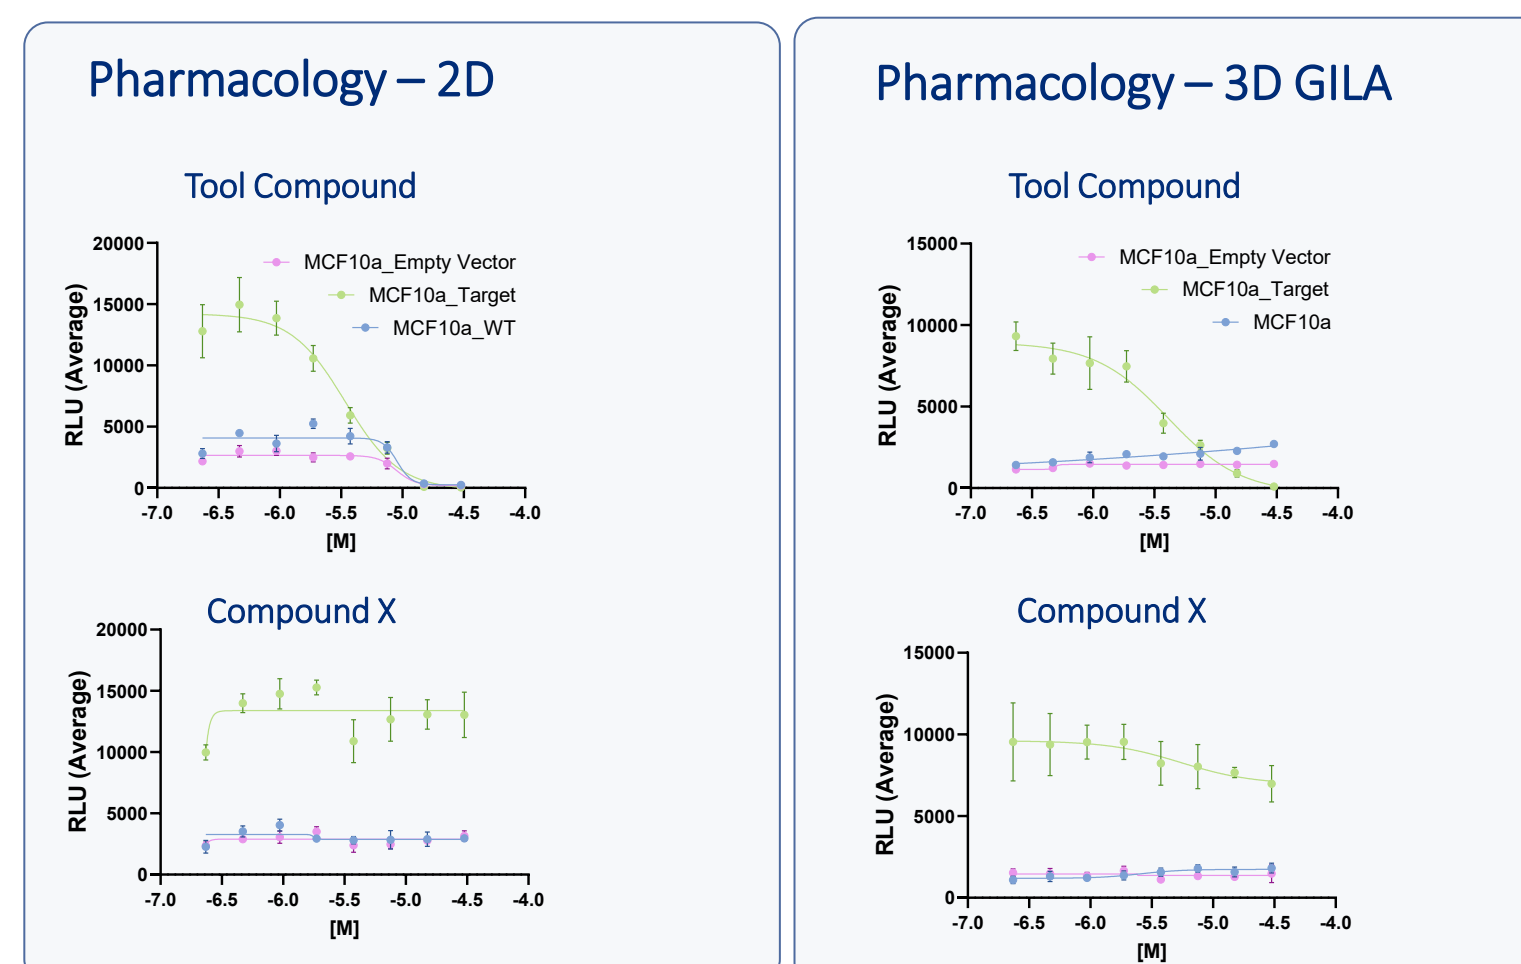 Pharmacology – 2D
Tool Compound
20000
15000
10000
5000
0
RLU (Average)
MCF10a_Empty Vector
MCF10a_Target
MCF10a_WT
-7.0 -6.5 -6.0 -5.5 -5.0 -4.5 -4.0
[M]
Compound X
20000
15000
10000
5000
0
RLU (Average)
-7.0 -6.5 -6.0 -5.5 -5.0 -4.5 -4.0
[M]
Pharmacology – 3D GILA
Tool Compound
15000
10000
5000
0
RLU (Average)
MCF10a_Empty Vector
MCF10a_Target
MCF10a
-7.0 -6.5 -6.0 -5.5 -5.0 -4.5 -4.0
[M]
Compound X
15000
10000
5000
0
RLU (Average)
-7.0 -6.5 -6.0 -5.5 -5.0 -4.5 -4.0
[M]